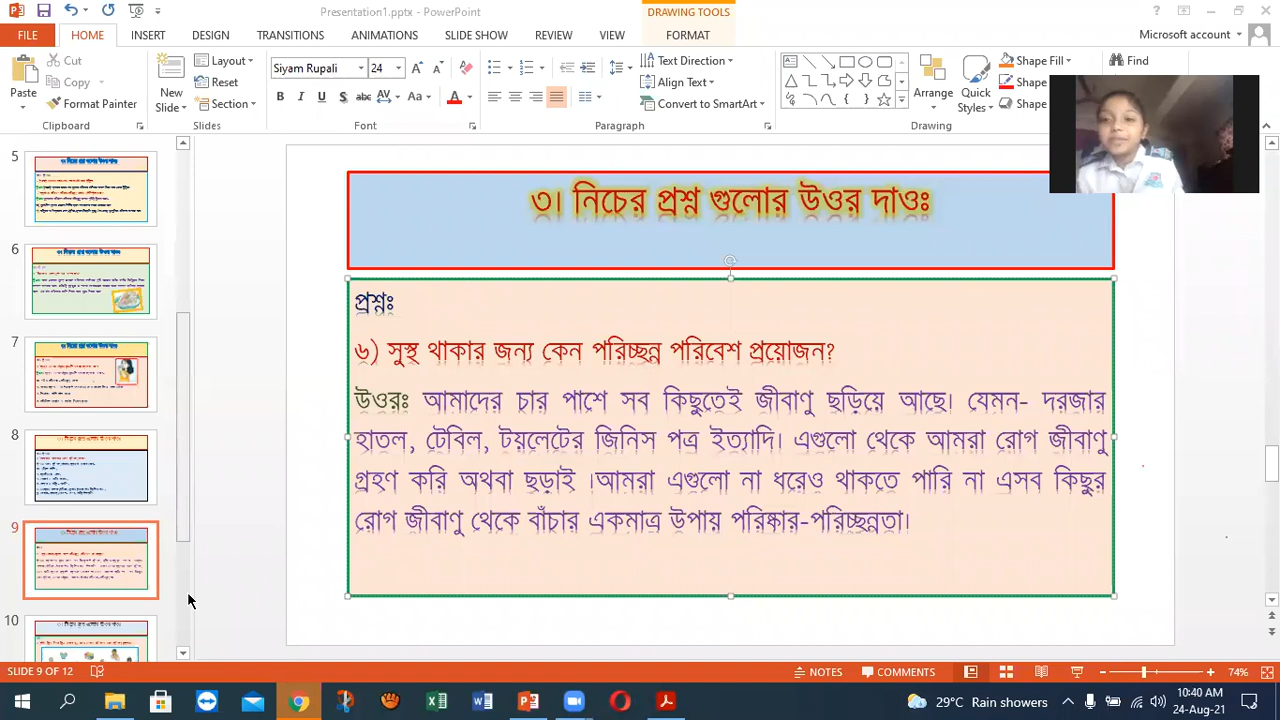 Presentation1.pptx - PowerPoint
DRAWING TOOLS
FILE HOME INSERT DESIGN TRANSITIONS ANIMATIONS SLIDE SHOW REVIEW VIEW FORMAT Microsoft account
Paste Cut Copy Format Painter
Clipboard
New Slide Layout Reset Section
Slides
Siyam Rupali 24
B I U S abc AV Aa A
Font
Text Direction
Align Text
Convert to SmartArt
Paragraph
Arrange Quick Styles Shape Fill Shape
Drawing
Find
৩। নিচের প্রশ্ন গুলোর উওর দাওঃ
প্রশ্নঃ
৬) সুস্থ থাকার জন্য কেন পরিচ্ছন্ন পরিবেশ প্রয়োজন?
উওরঃ আমাদের চার পাশে সব কিছুতেই জীবাণু ছড়িয়ে আছে। যেমন- দরজার
হাতল, টেবিল, টয়লেটের জিনিস পত্র ইত্যাদি। এগুলো থেকে আমরা রোগ জীবাণু
গ্রহণ করি অথবা ছড়াই ।আমরা এগুলো না ধরেও থাকতে পারি না এসব কিছুর
রোগ জীবাণু থেকে বাঁচার একমাত্র উপায় পরিষ্কার-পরিচ্ছন্নতা।
5
6
7
8
9
10
SLIDE 9 OF 12 NOTES COMMENTS 74%
29°C Rain showers
10:40 AM
24-Aug-21